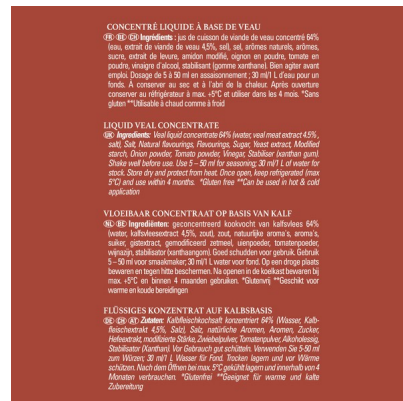 CONCENTRÉ LIQUIDE À BASE DE VEAU
FR BE CH Ingrédients : jus de cuisson de viande de veau concentré 64%
(eau, extrait de viande de veau 4,5%, sel), sel, arômes naturels, arômes,
sucre, extrait de levure, amidon modifié, oignon en poudre, tomate en
poudre, vinaigre d'alcool, stabilisant (gomme xanthane). Bien agiter avant
emploi. Dosage de 5 à 50 ml en assaisonnement ; 30 ml/1 L d'eau pour un
fonds. À conserver au sec et à l'abri de la chaleur. Après ouverture
conserver au réfrigérateur à max. +5°C et utiliser dans les 4 mois. *Sans
gluten **Utilisable à chaud comme à froid
LIQUID VEAL CONCENTRATE
Ingredients: Veal liquid concentrate 64% (water, veal meat extract 4.5% ,
salt), Salt, Natural flavourings, Flavourings, Sugar, Yeast extract, Modified
starch, Onion powder, Tomato powder, Vinegar, Stabiliser (xanthan gum).
Shake well before use. Use 5 – 50 ml for seasoning; 30 ml/1 L of water for
stock. Store dry and protect from heat. Once open, keep refrigerated (max
5°C) and use within 4 months. *Gluten free **Can be used in hot & cold
application
VLOEIBAAR CONCENTRAAT OP BASIS VAN KALF
NL BE Ingrediënten: geconcentreerd kookvocht van kalfsvlees 64%
(water, kalfsvleesextract 4,5%, zout), zout, natuurlijke aroma's, aroma's,
suiker, gistextract, gemodificeerd zetmeel, uienpoeder, tomatenpoeder,
wijnazijn, stabilisator (xanthaangom). Goed schudden voor gebruik. Gebruik
5 – 50 ml voor smaakmaker; 30 ml/1 L water voor fond. Op een droge plaats
bewaren en tegen hitte beschermen. Na openen in de koelkast bewaren bij
max. +5°C en binnen 4 maanden gebruiken. *Glutenvrij **Geschikt voor
warme en koude bereidingen
FLÜSSIGES KONZENTRAT AUF KALBSBASIS
DE CH AT Zutaten: Kalbfleischkochsaft konzentriert 64% (Wasser, Kalb-
fleischextrakt 4,5%, Salz), Salz, natürliche Aromen, Aromen, Zucker,
Hefeextrakt, modifizierte Stärke, Zwiebelpulver, Tomatenpulver, Alkoholessig,
Stabilisator (Xanthan). Vor Gebrauch gut schütteln. Verwenden Sie 5-50 ml
zum Würzen; 30 ml/1 L Wasser für Fond. Trocken lagern und vor Wärme
schützen. Nach dem Öffnen bei max. 5°C gekühlt lagern und innerhalb von 4
Monaten verbrauchen. *Glutenfrei **Geeignet für warme und kalte
Zubereitung